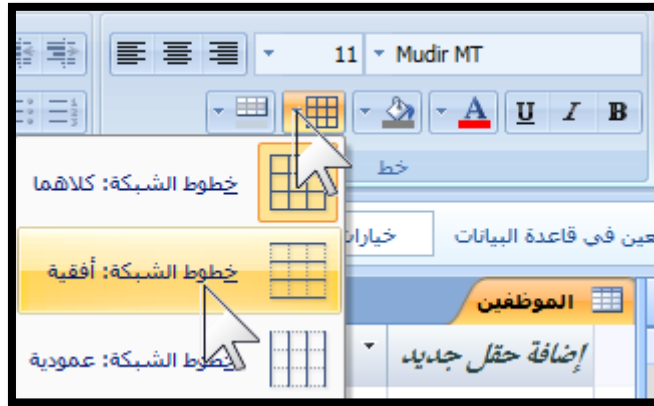 Mudir MT 11
B I U A
خط
خطوط الشبكة: كلاهما
عين في قاعدة البيانات خيارات
خطوط الشبكة: أفقية
الموظفين
إضافة حقل جديد
خطوط الشبكة: عمودية